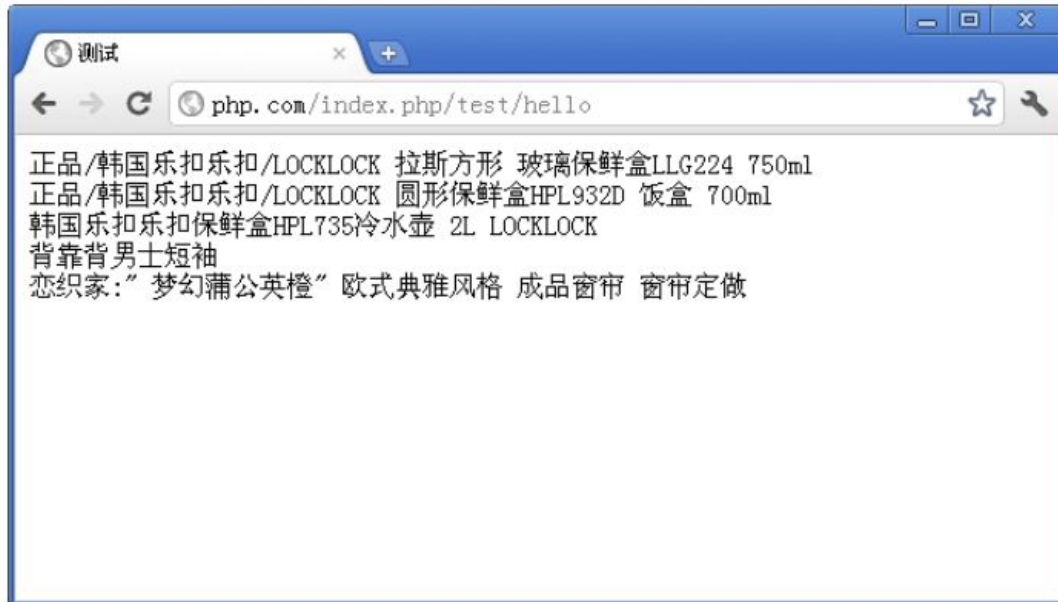 测试
php.com/index.php/test/hello
正品/韩国乐扣乐扣/LOCKLOCK 拉斯方形 玻璃保鲜盒LLG224 750ml
正品/韩国乐扣乐扣/LOCKLOCK 圆形保鲜盒HPL932D 饭盒 700ml
韩国乐扣乐扣保鲜盒HPL735冷水壶 2L LOCKLOCK
背靠背男士短袖
恋织家:" 梦幻蒲公英橙" 欧式典雅风格 成品窗帘 窗帘定做